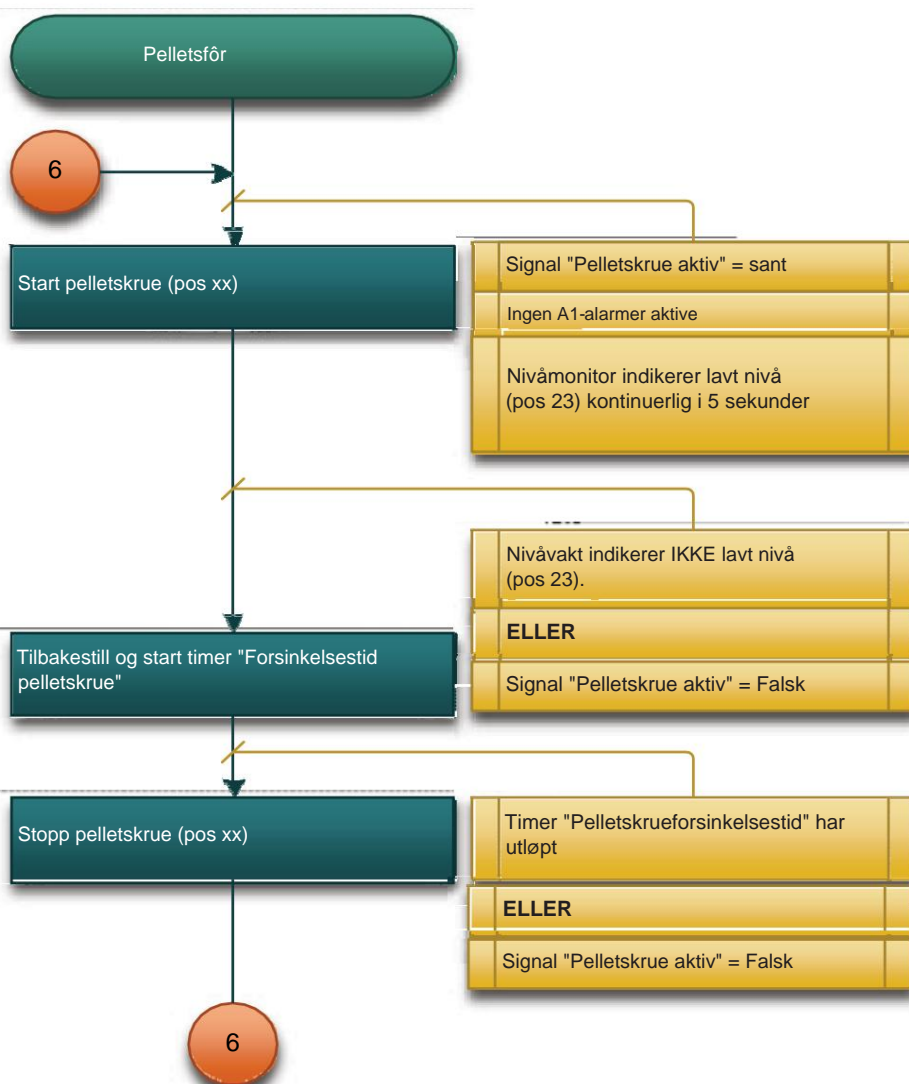 Pelletsfôr
6
Start pelletskrue (pos xx)
Signal "Pelletskrue aktiv" = sant
Ingen A1-alarmer aktive
Nivåmonitor indikerer lavt nivå
(pos 23) kontinuerlig i 5 sekunder
Nivåvakt indikerer IKKE lavt nivå
(pos 23).
ELLER
Signal "Pelletskrue aktiv" = Falsk
Tilbakestill og start timer "Forsinkelsestid
pelletskrue"
Stopp pelletskrue (pos xx)
Timer "Pelletskrueforsinkelsestid" har
utløpt
ELLER
Signal "Pelletskrue aktiv" = Falsk
6